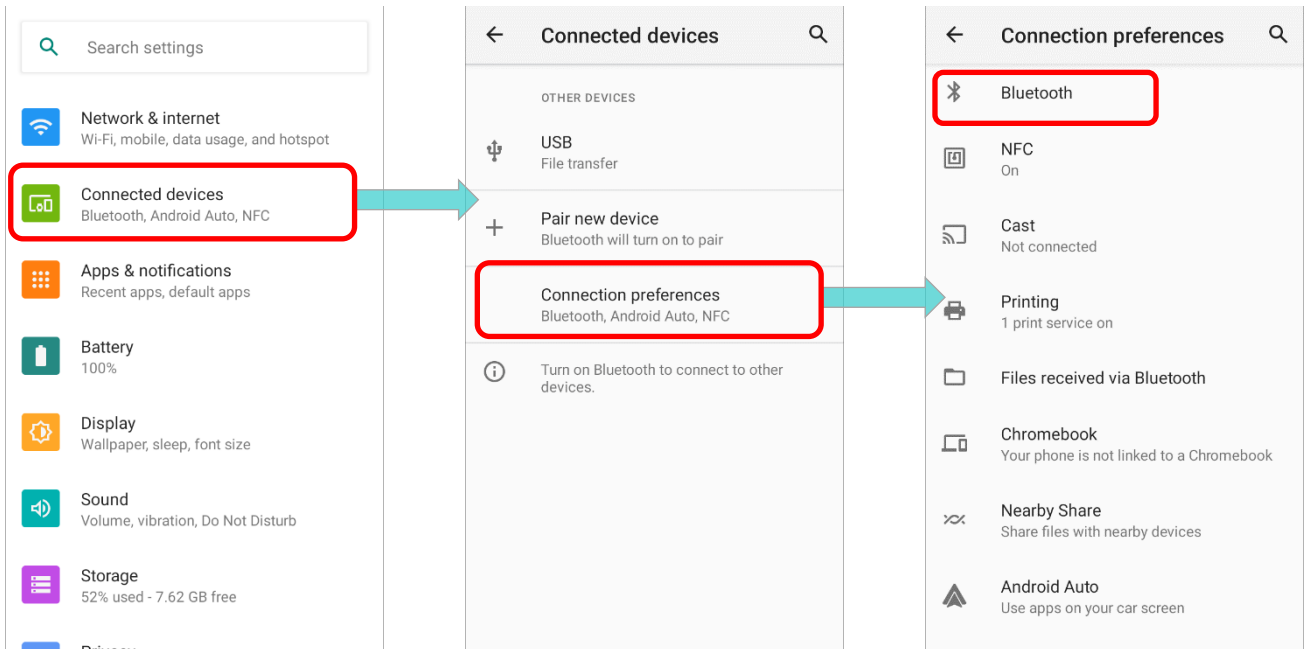 Search settings
Network & internet
Wi-Fi, mobile, data usage, and hotspot
Connected devices
Bluetooth, Android Auto, NFC
Apps & notifications
Recent apps, default apps
Battery
100%
Display
Wallpaper, sleep, font size
Sound
Volume, vibration, Do Not Disturb
Storage
52% used - 7.62 GB free
Connected devices
OTHER DEVICES
USB
File transfer
Pair new device
Bluetooth will turn on to pair
Connection preferences
Bluetooth, Android Auto, NFC
Turn on Bluetooth to connect to other
devices.
Connection preferences
Bluetooth
NFC
On
Cast
Not connected
Printing
1 print service on
Files received via Bluetooth
Chromebook
Your phone is not linked to a Chromebook
Nearby Share
Share files with nearby devices
Android Auto
Use apps on your car screen